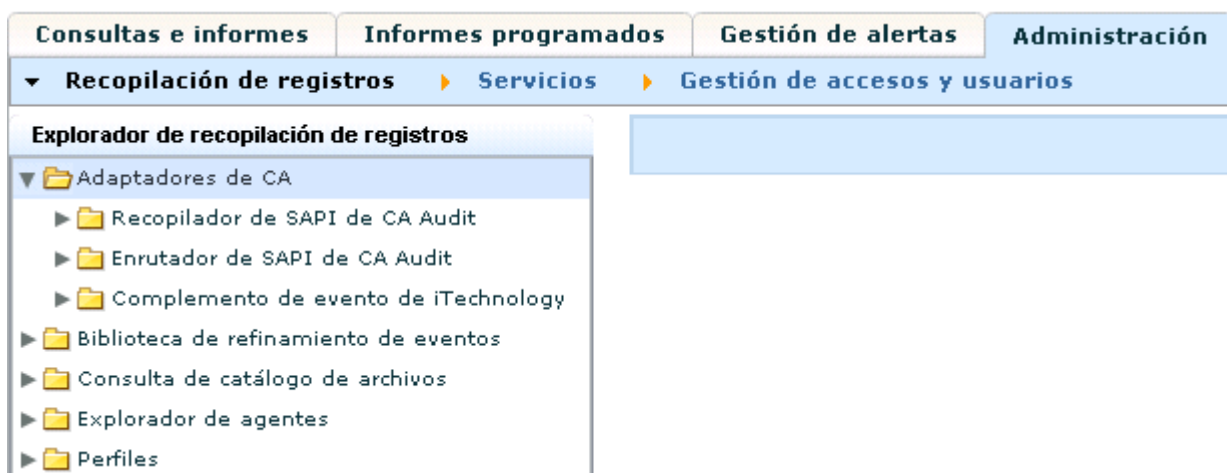 Consultas e informes Informes programados Gestión de alertas Administración
Recopilación de registros Servicios Gestión de accesos y usuarios
Explorador de recopilación de registros
Adaptadores de CA
Recopilador de SAPI de CA Audit
Enrutador de SAPI de CA Audit
Complemento de evento de iTechnology
Biblioteca de refinamiento de eventos
Consulta de catálogo de archivos
Explorador de agentes
Perfiles